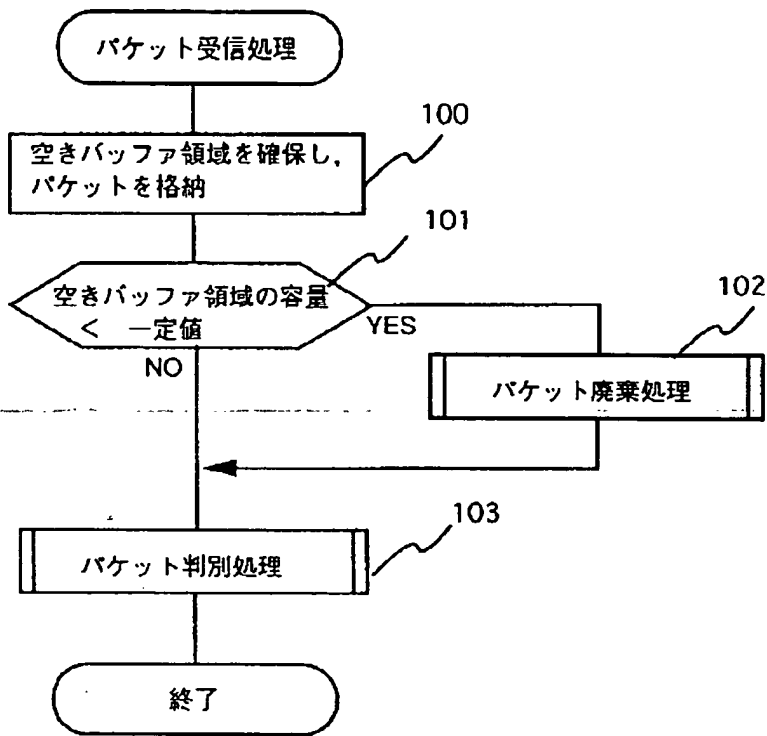 パケット受信処理
100
空きバッファ領域を確保し,
パケットを格納
101
空きバッファ領域の容量
< 一定値
YES
NO
102
パケット廃棄処理
103
パケット判別処理
終了